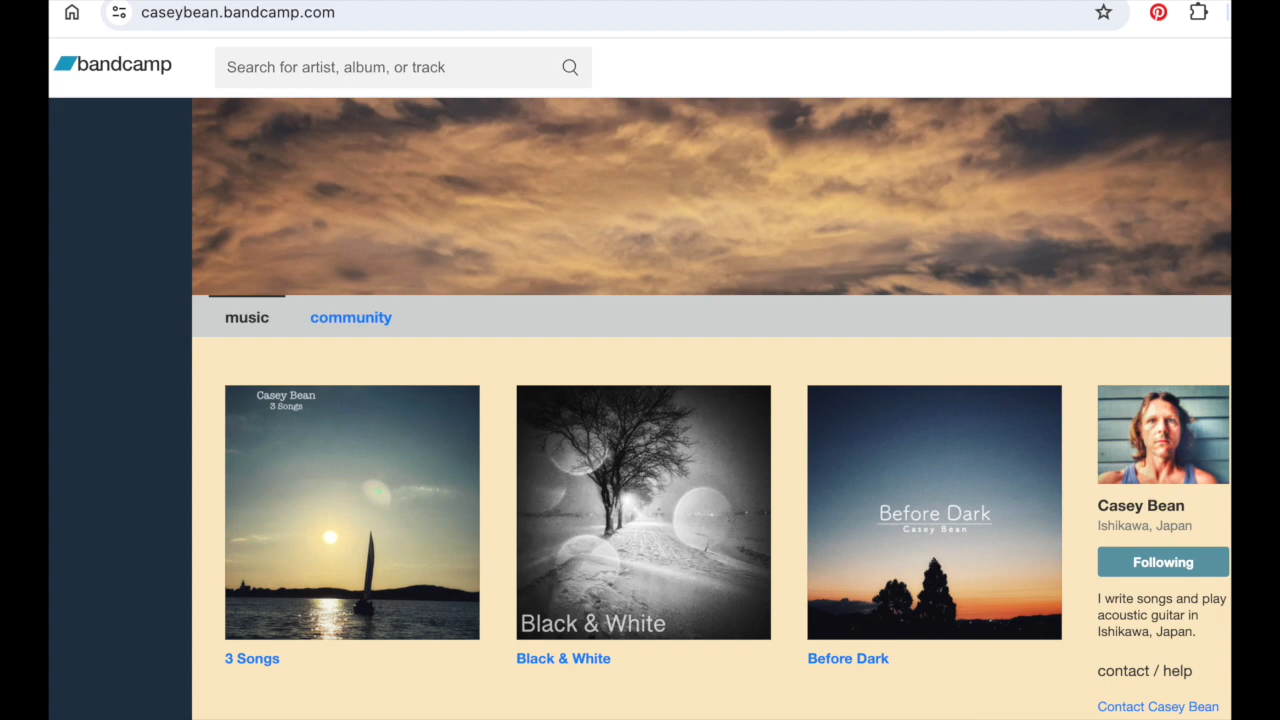 caseybean.bandcamp.com
bandcamp
Search for artist, album, or track
music
community
Casey Bean
3 Songs
Before Dark
Casey Bean
Black & White
3 Songs
Black & White
Before Dark
Casey Bean
Ishikawa, Japan
Following
I write songs and play
acoustic guitar in
Ishikawa, Japan.
contact / help
Contact Casey Bean